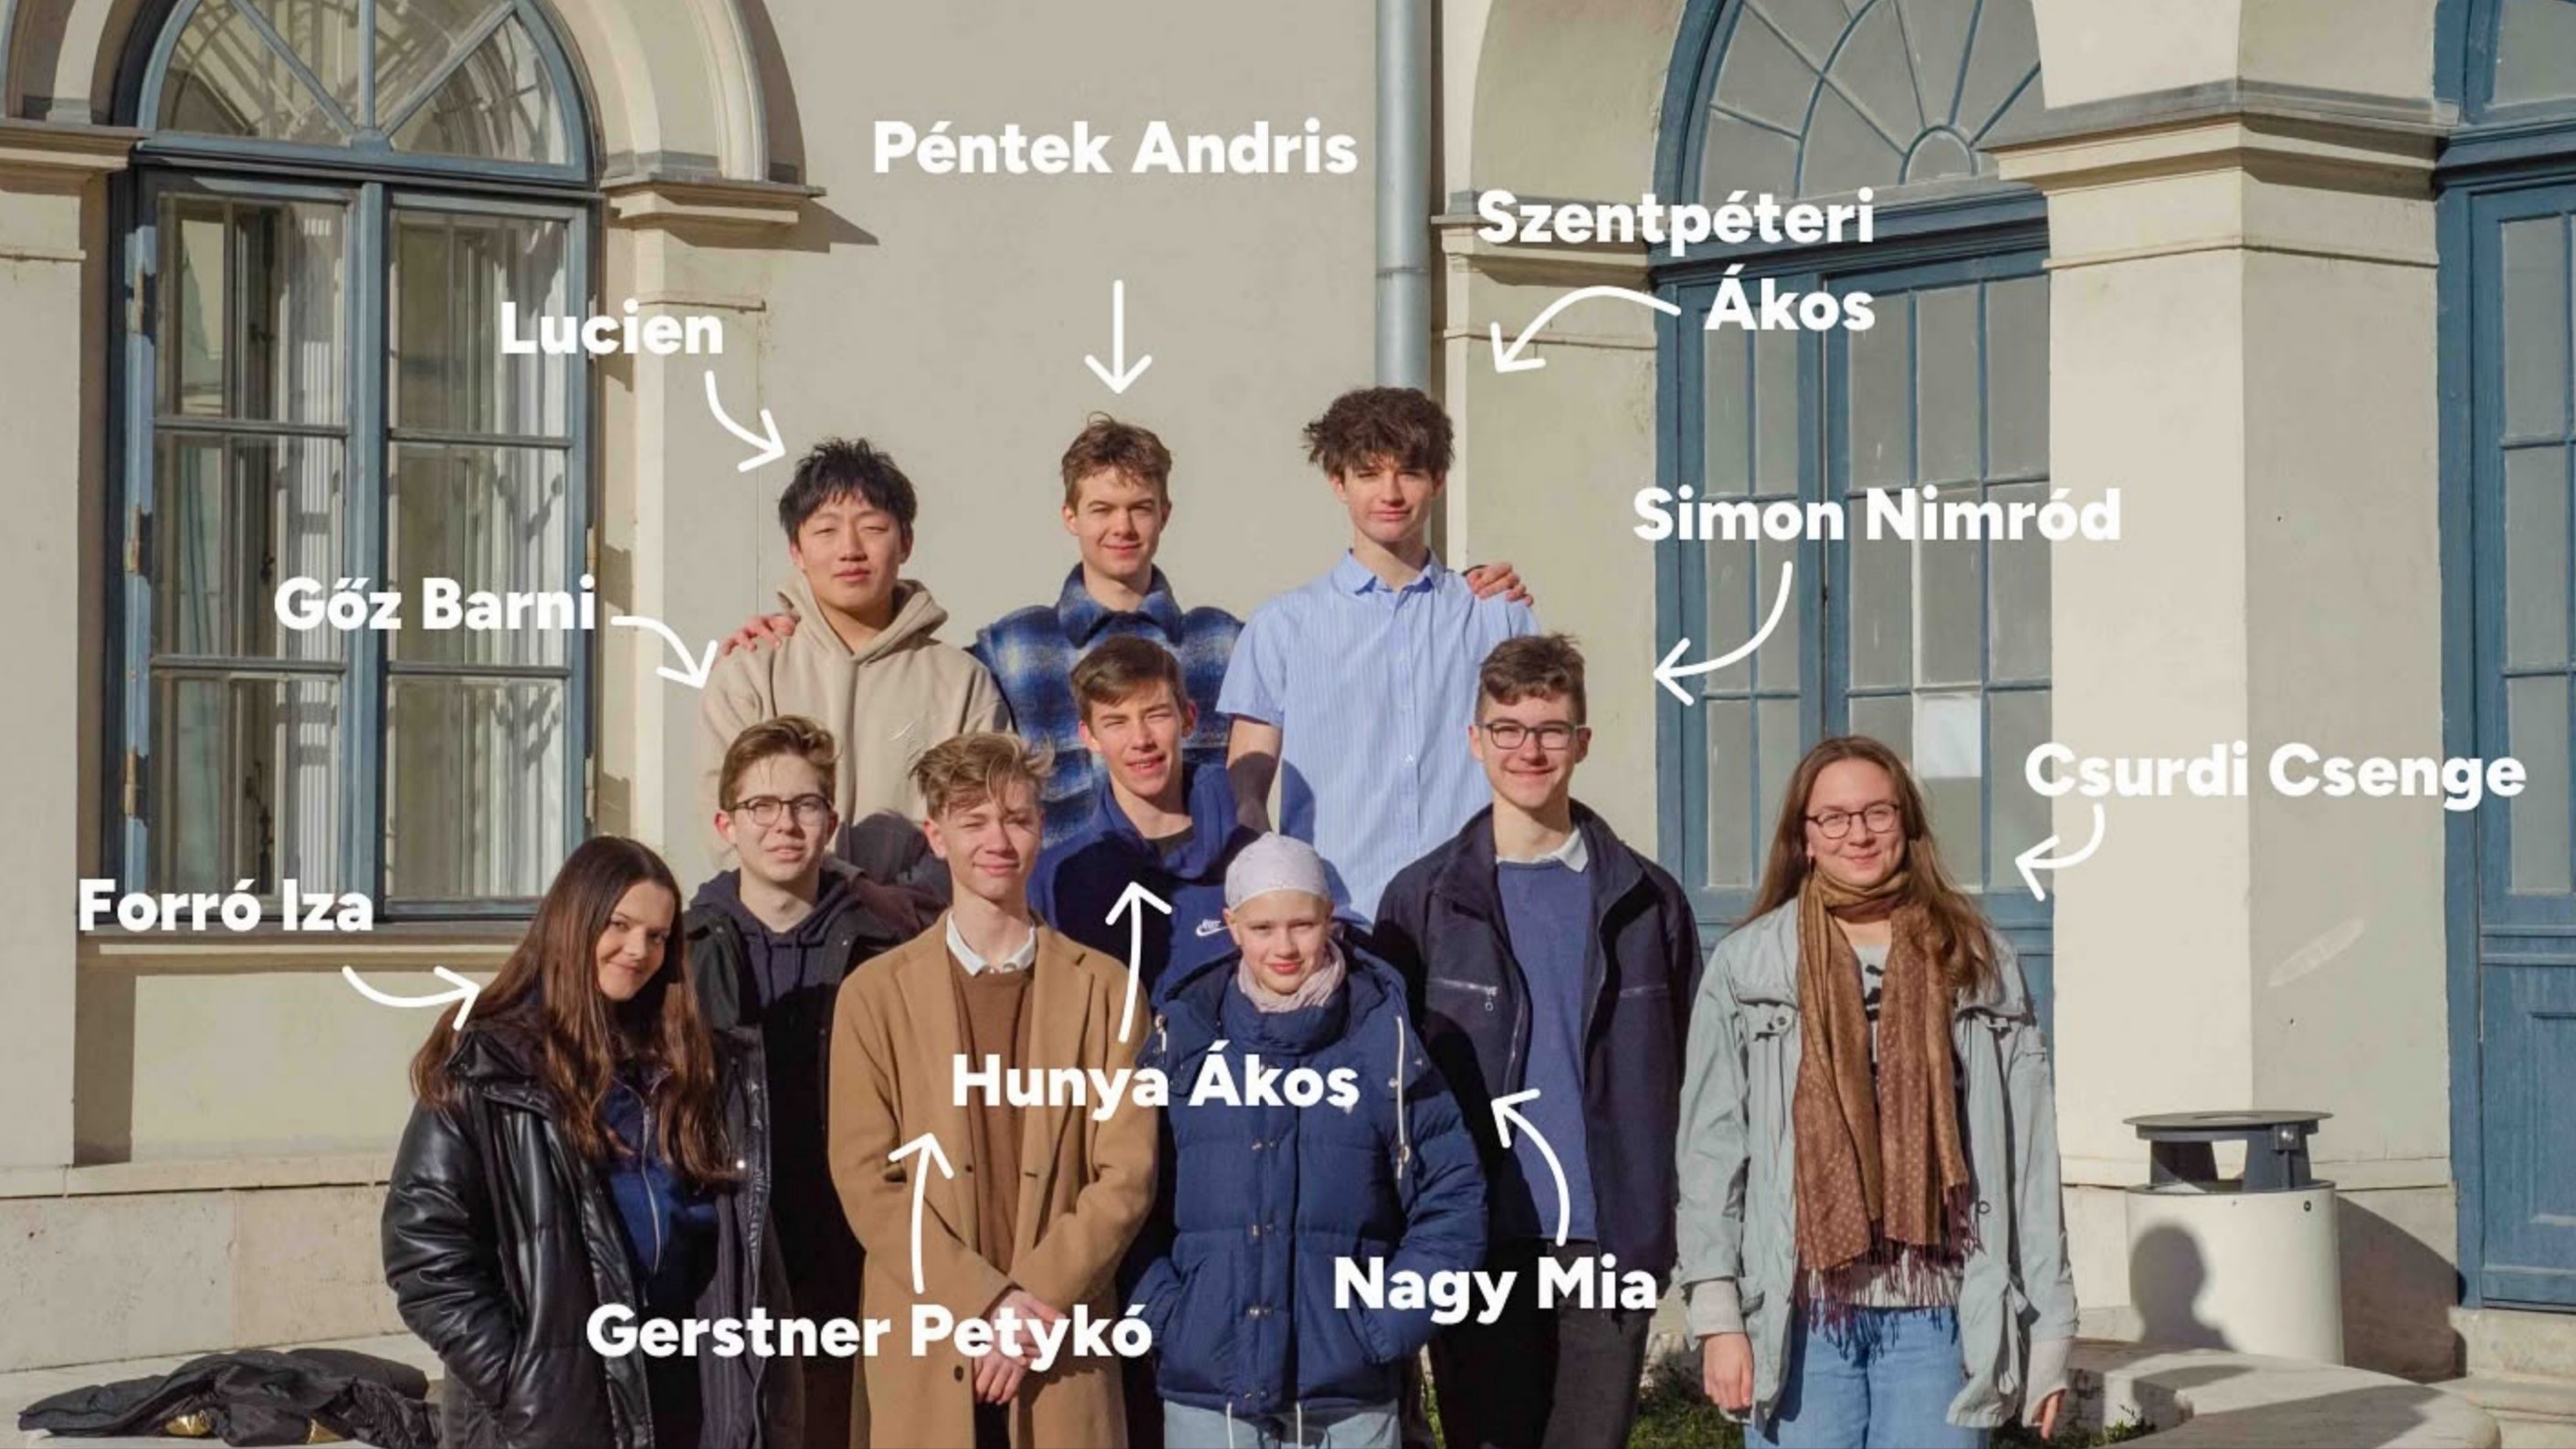 Péntek Andris
Szentpéteri
Ákos
Lucien
Simon Nimród
Gőz Barni
Csurdi Csenge
Forró Iza
Hunya Ákos
Nagy Mia
Gerstner Petykó